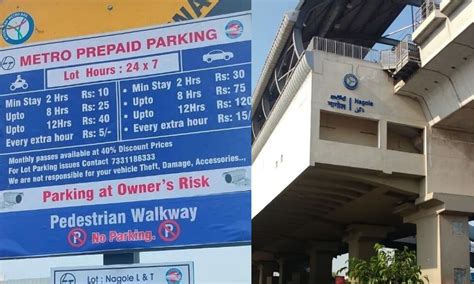 METRO PREPAID PARKING
L&T
Lot Hours : 24 x 7
Min Stay 2 Hrs Rs: 10
Upto 8 Hrs Rs: 25
Upto 12Hrs Rs: 40
Every extra hour Rs: 5/-
Min Stay 2 Hrs Rs: 30
Upto 8 Hrs Rs: 75
Upto 12Hrs Rs: 120
Every extra hour Rs: 15/-
Monthly passes available at 40% Discount Prices
For Lot Parking issues Contact 7331188333
We are not responsible for your vehicle Theft, Damage, Accessories...
Parking at Owner's Risk
Pedestrian Walkway
No Parking.
Lot : Nagole L & T
नागोल
Nagole